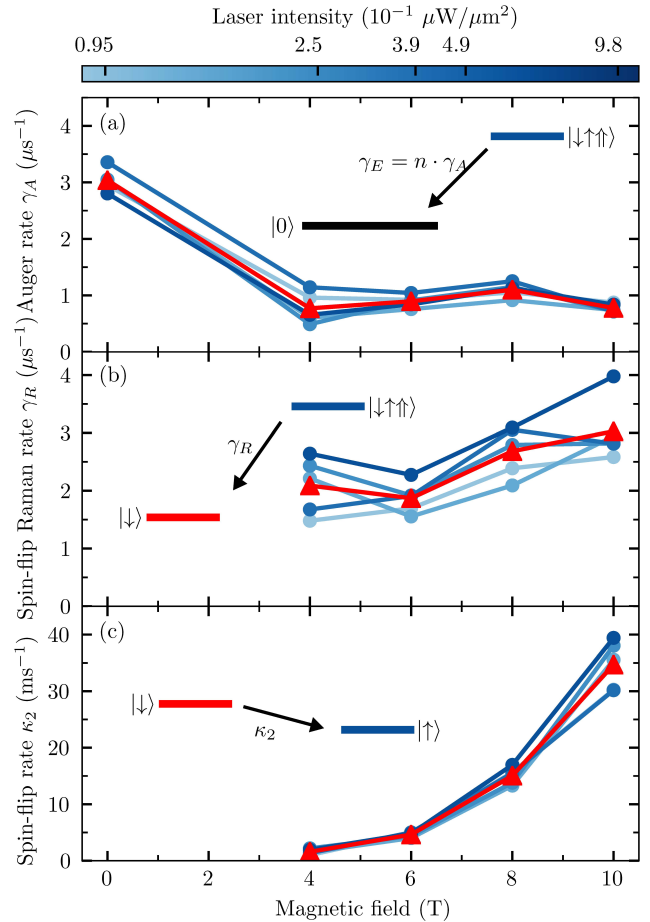 Laser intensity (10⁻¹ μW/μm²)
0.95 2.5 3.9 4.9 9.8
(a)
Auger rate γ_A (μs⁻¹)
4
3
2
1
0
|↓↑⇑⟩
γ_E = n · γ_A
|0⟩
(b)
Spin-flip Raman rate γ_R (μs⁻¹)
4
3
2
1
0
|↓↑⇑⟩
γ_R
|↓⟩
(c)
Spin-flip rate κ₂ (ms⁻¹)
40
30
20
10
0
|↓⟩
κ₂
|↑⟩
0 2 4 6 8 10
Magnetic field (T)